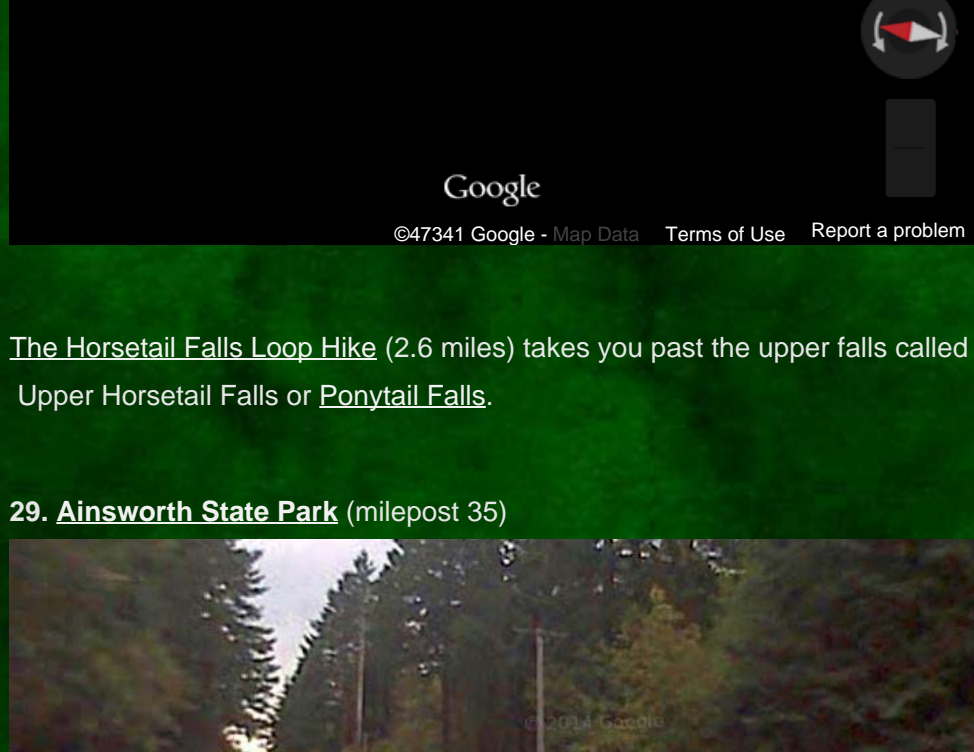 Google
©47341 Google - Map Data Terms of Use Report a problem
The Horsetail Falls Loop Hike (2.6 miles) takes you past the upper falls called
Upper Horsetail Falls or Ponytail Falls.
29. Ainsworth State Park (milepost 35)
© 2014 Google